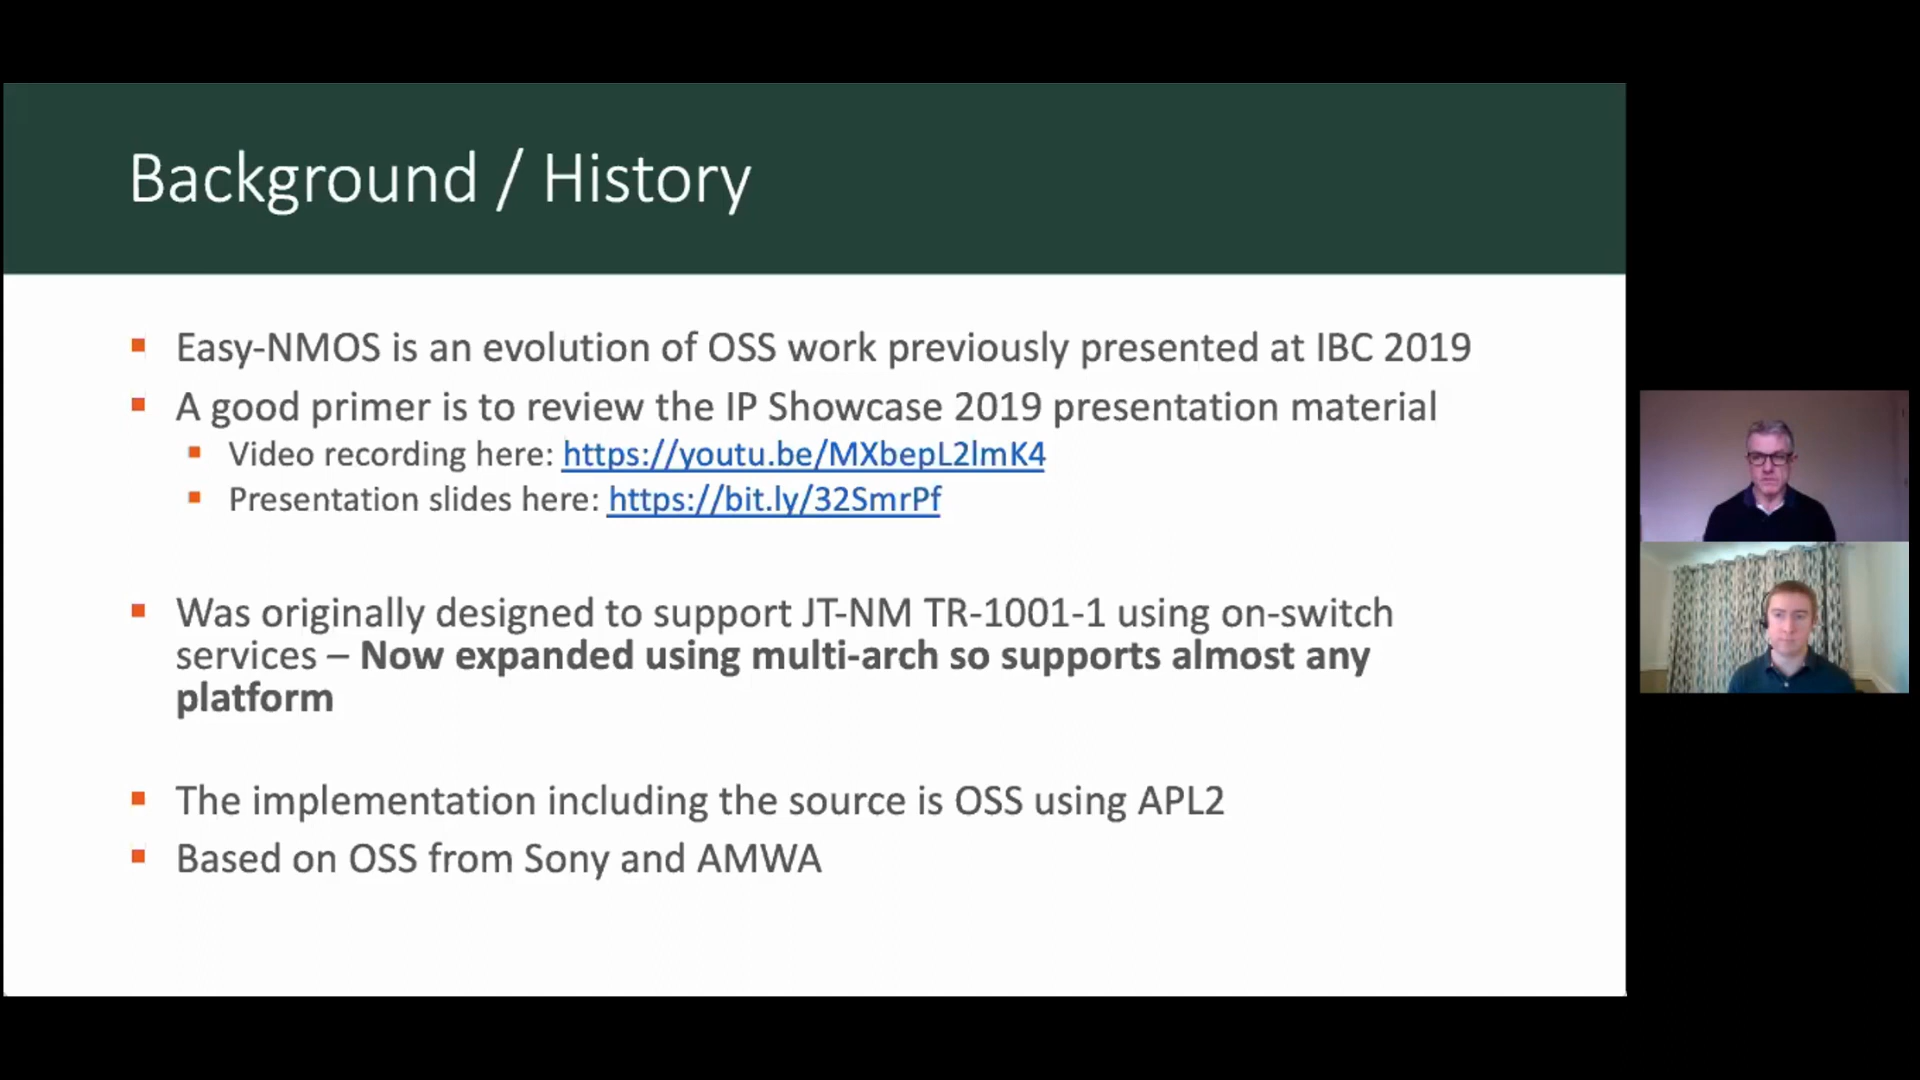 Background / History
Easy-NMOS is an evolution of OSS work previously presented at IBC 2019
A good primer is to review the IP Showcase 2019 presentation material
Video recording here: https://youtu.be/MXbepL2lmK4
Presentation slides here: https://bit.ly/32SmrPf
Was originally designed to support JT-NM TR-1001-1 using on-switch
services – Now expanded using multi-arch so supports almost any
platform
The implementation including the source is OSS using APL2
Based on OSS from Sony and AMWA